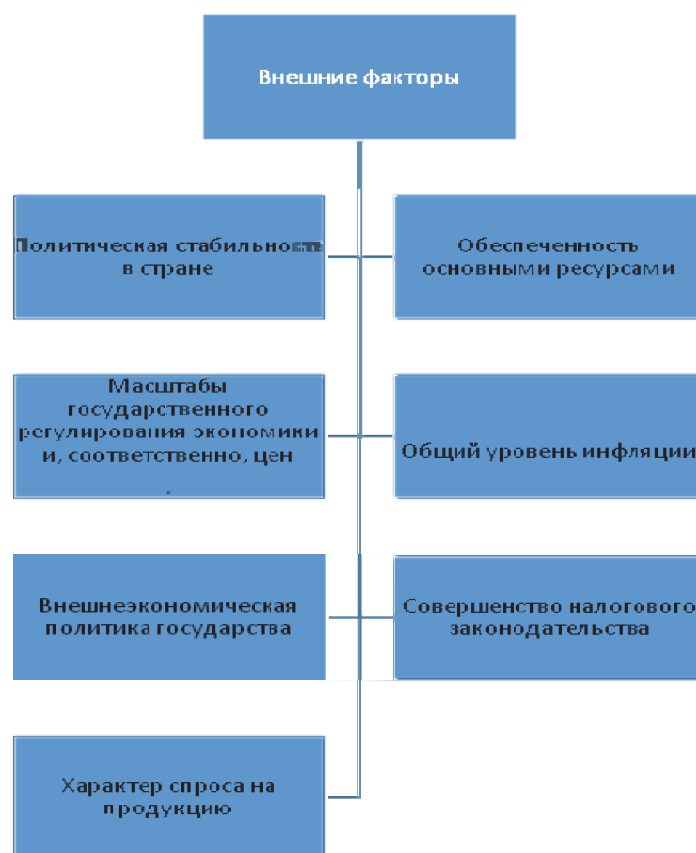 Внешние факторы
Политическая стабильность
в стране
Обеспеченность
основными ресурсами
Масштабы
государственного
регулирования экономики
и, соответственно, цен
.
Общий уровень инфляции
Внешнеэкономическая
политика государства
Совершенство налогового
законодательства
Характер спроса на
продукцию